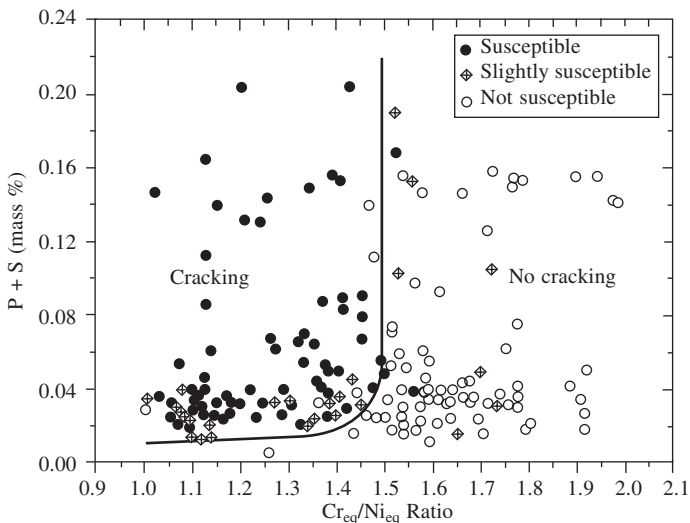 0.24
Susceptible
Slightly susceptible
Not susceptible
0.20
0.16
P + S (mass %)
0.12
Cracking
No cracking
0.08
0.04
0.00
0.9 1.0 1.1 1.2 1.3 1.4 1.5 1.6 1.7 1.8 1.9 2.0 2.1
Cr_eq/Ni_eq Ratio